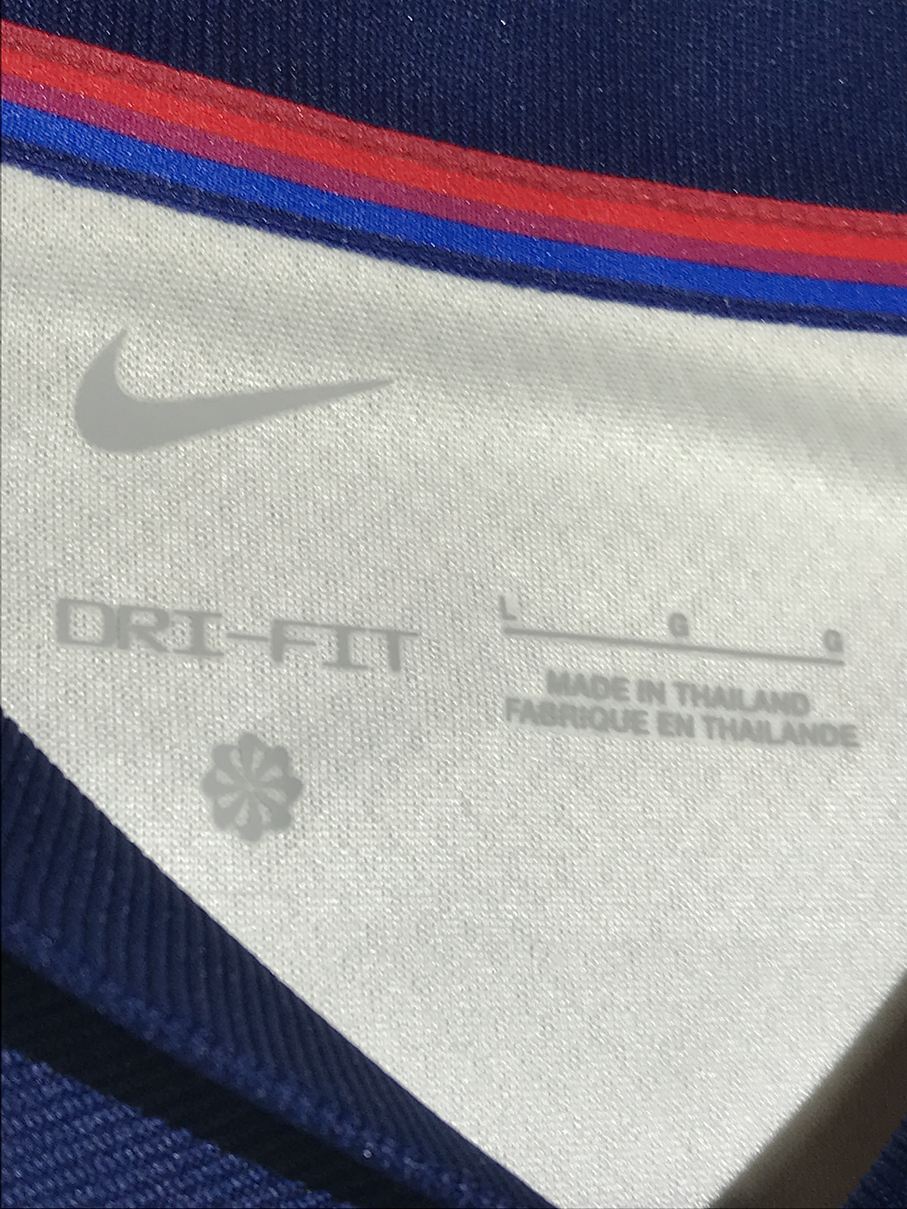 DRI-FIT
L G G
MADE IN THAILAND
FABRIQUE EN THAILANDE